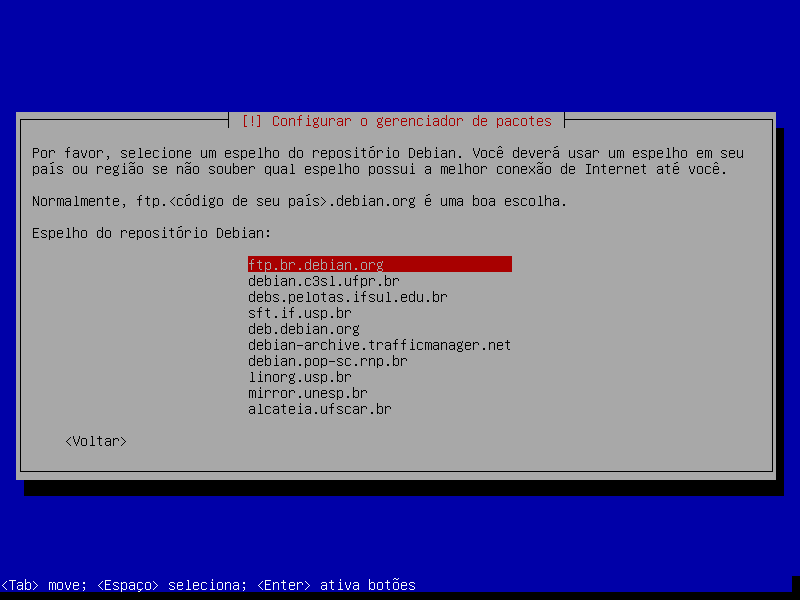 [!] Configurar o gerenciador de pacotes
Por favor, selecione um espelho do repositório Debian. Você deverá usar um espelho em seu
país ou região se não souber qual espelho possui a melhor conexão de Internet até você.
Normalmente, ftp.<código de seu país>.debian.org é uma boa escolha.
Espelho do repositório Debian:
ftp.br.debian.org
debian.c3sl.ufpr.br
debs.pelotas.ifsul.edu.br
sft.if.usp.br
deb.debian.org
debian-archive.trafficmanager.net
debian.pop-sc.rnp.br
linorg.usp.br
mirror.unesp.br
alcateia.ufscar.br
<Voltar>
<Tab> move; <Espaço> seleciona; <Enter> ativa botões